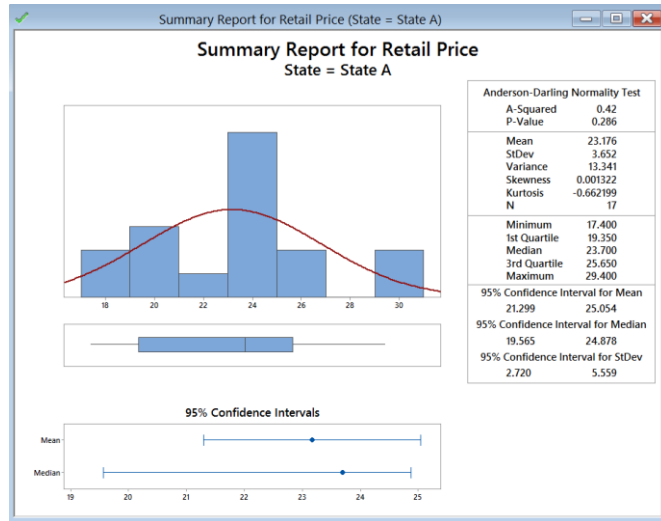 Summary Report for Retail Price (State = State A)
Summary Report for Retail Price
State = State A
18 20 22 24 26 28 30
95% Confidence Intervals
Mean
Median
19 20 21 22 23 24 25
Anderson-Darling Normality Test
A-Squared 0.42
P-Value 0.286
Mean 23.176
StDev 3.652
Variance 13.341
Skewness 0.001322
Kurtosis -0.662199
N 17
Minimum 17.400
1st Quartile 19.350
Median 23.700
3rd Quartile 25.650
Maximum 29.400
95% Confidence Interval for Mean
21.299 25.054
95% Confidence Interval for Median
19.565 24.878
95% Confidence Interval for StDev
2.720 5.559